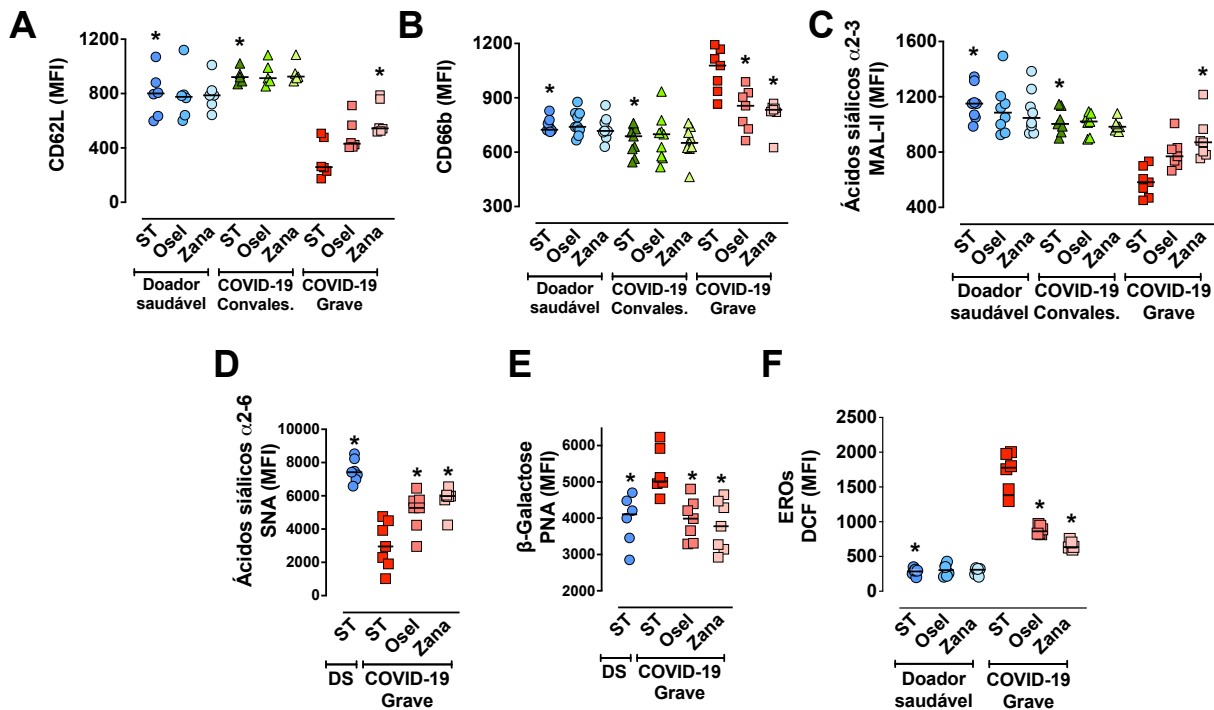 A
CD62L (MFI)
1200
800
400
0
*
*
*
ST
Osel
Zana
ST
Osel
Zana
ST
Osel
Zana
Doador
saudável
COVID-19
Convales.
COVID-19
Grave
B
CD66b (MFI)
1200
900
600
300
*
*
*
*
ST
Osel
Zana
ST
Osel
Zana
ST
Osel
Zana
Doador
saudável
COVID-19
Convales.
COVID-19
Grave
C
Ácidos siálicos α2-3
MAL-II (MFI)
1600
1200
800
400
*
*
*
ST
Osel
Zana
ST
Osel
Zana
ST
Osel
Zana
Doador
saudável
COVID-19
Convales.
COVID-19
Grave
D
Ácidos siálicos α2-6
SNA (MFI)
10000
8000
6000
4000
2000
0
*
*
*
ST
ST
Osel
Zana
DS
COVID-19
Grave
E
β-Galactose
PNA (MFI)
6000
5000
4000
3000
2000
*
*
*
ST
ST
Osel
Zana
DS
COVID-19
Grave
F
EROs
DCF (MFI)
2500
2000
1500
1000
500
0
*
*
*
ST
Osel
Zana
ST
Osel
Zana
Doador
saudável
COVID-19
Grave